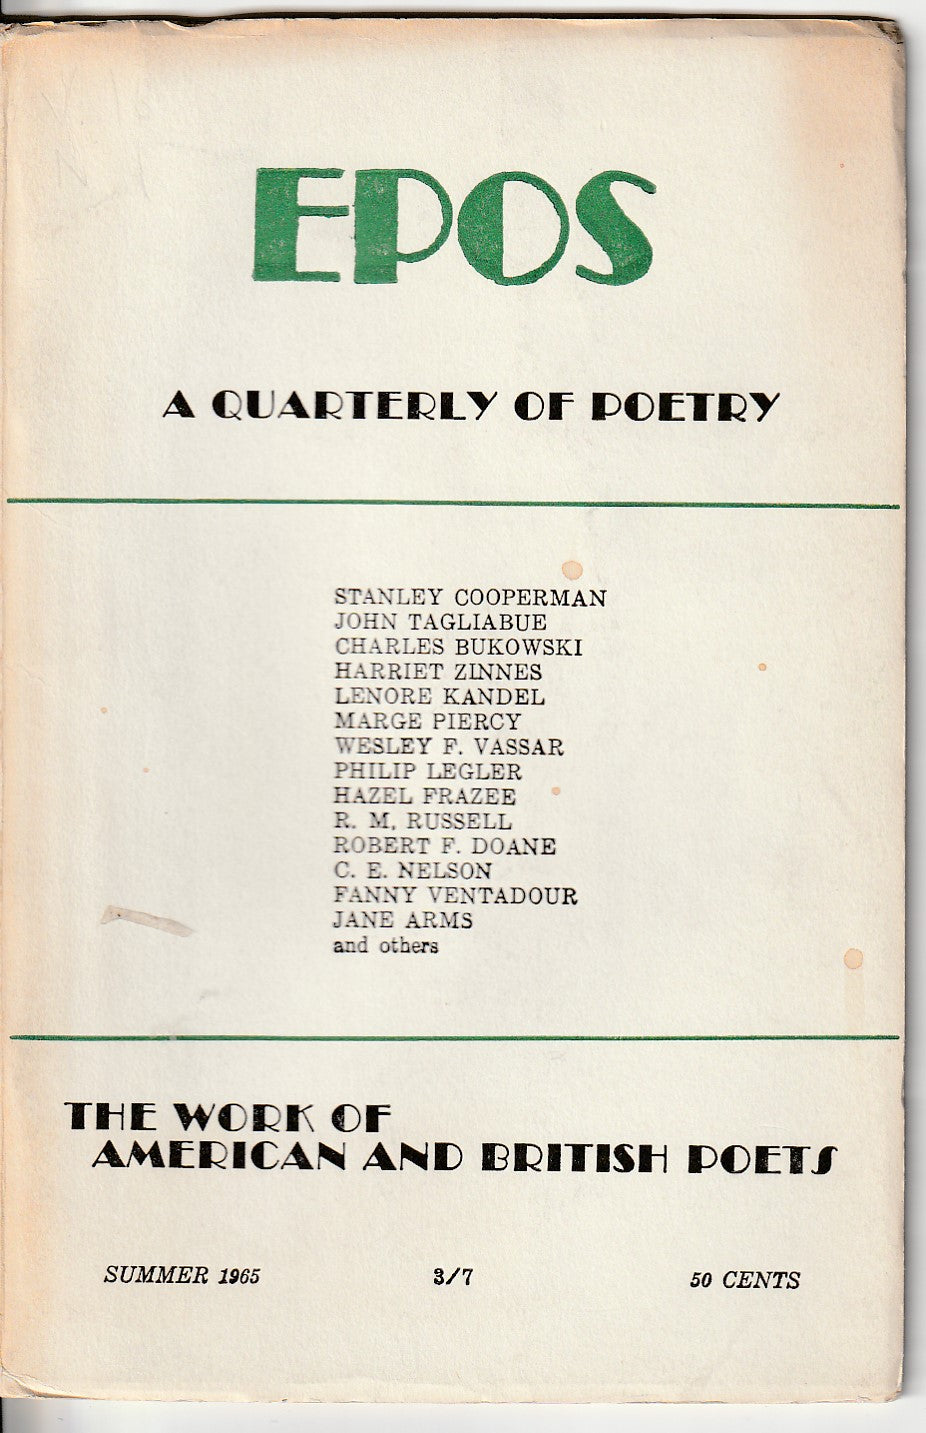 EPOS
A QUARTERLY OF POETRY
STANLEY COOPERMAN
JOHN TAGLIABUE
CHARLES BUKOWSKI
HARRIET ZINNES
LENORE KANDEL
MARGE PIERCY
WESLEY F. VASSAR
PHILIP LEGLER
HAZEL FRAZEE
R. M. RUSSELL
ROBERT F. DOANE
C. E. NELSON
FANNY VENTADOUR
JANE ARMS
and others
THE WORK OF
AMERICAN AND BRITISH POETS
SUMMER 1965 3/7 50 CENTS